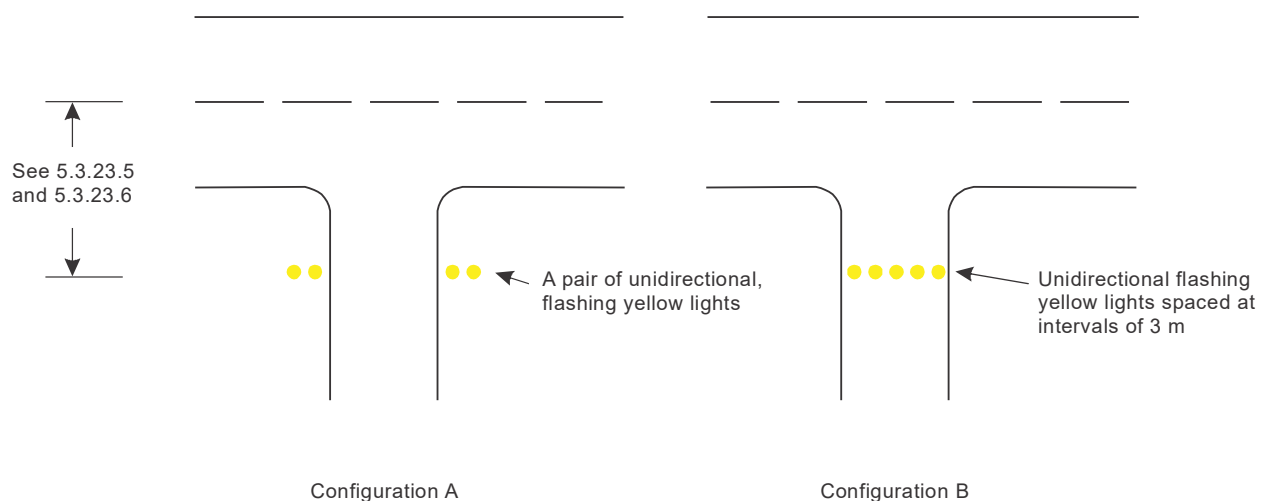 See 5.3.23.5
and 5.3.23.6
A pair of unidirectional,
flashing yellow lights
Unidirectional flashing
yellow lights spaced at
intervals of 3 m
Configuration A
Configuration B